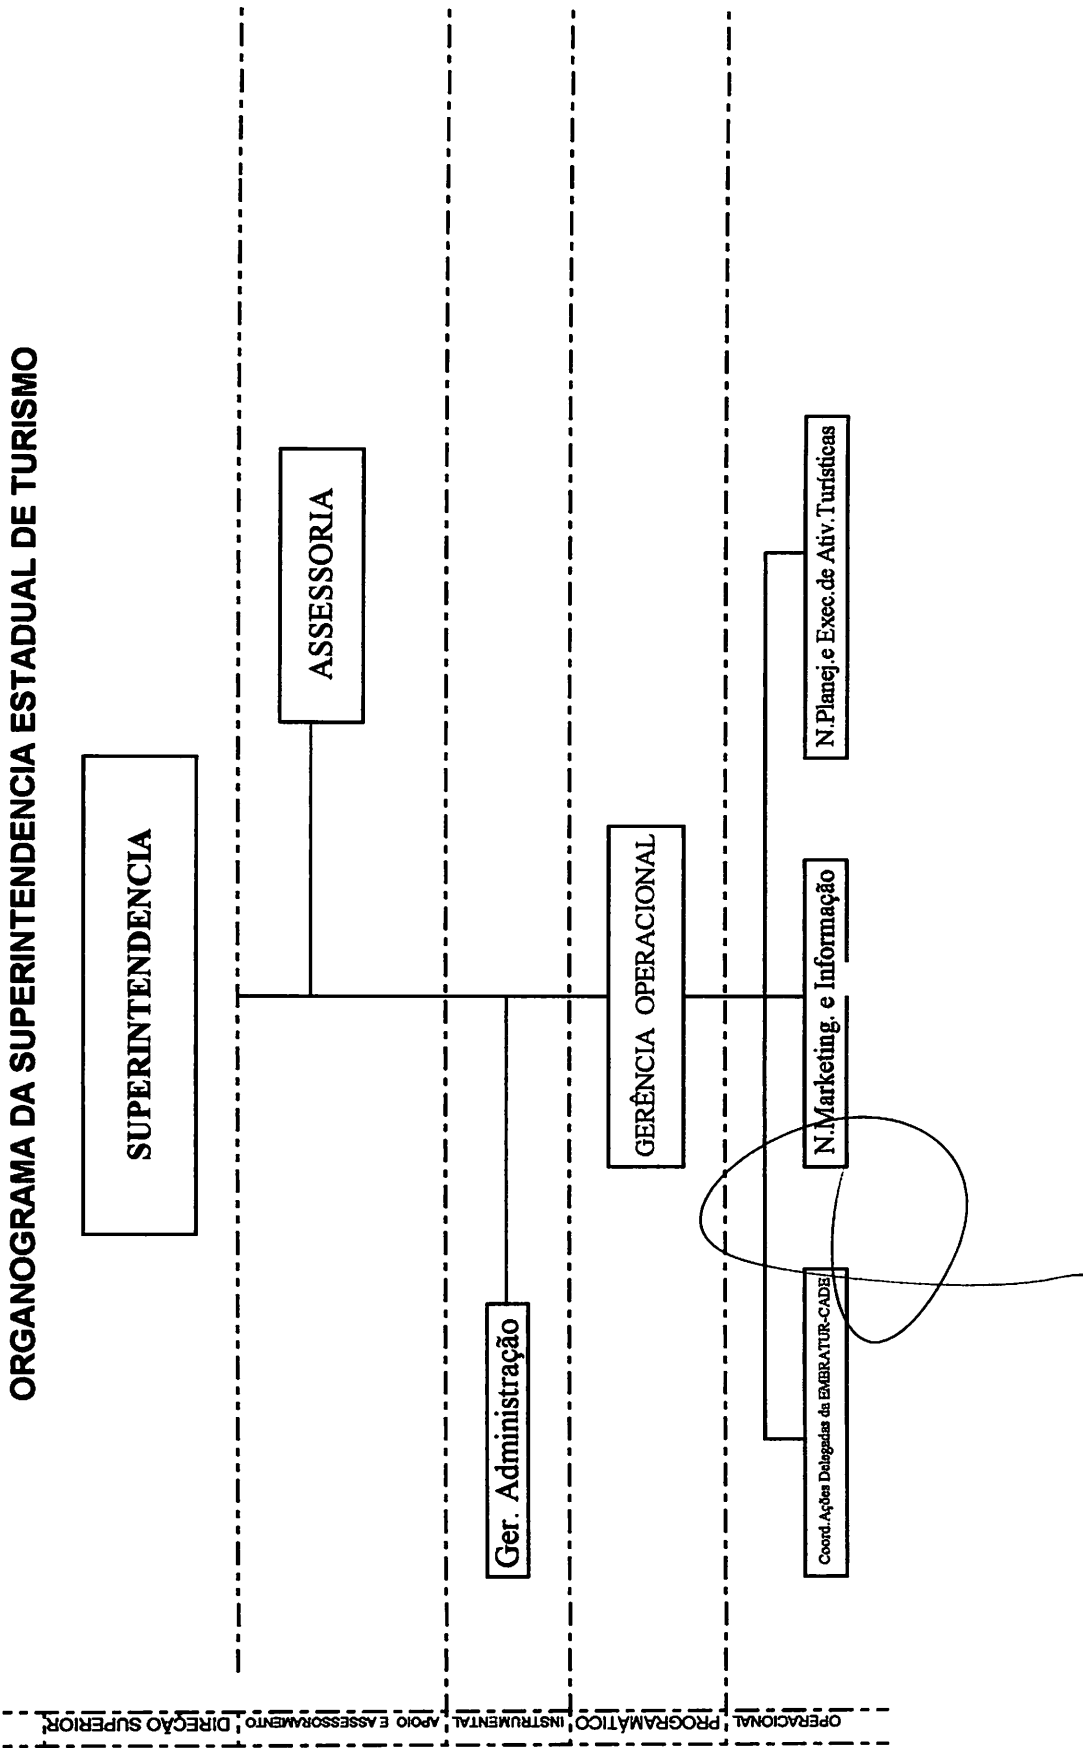 ORGANOGRAMA DA SUPERINTENDENCIA ESTADUAL DE TURISMO
DIREÇÃO SUPERIOR
SUPERINTENDENCIA
APOIO E ASSESSORAMENTO
ASSESSORIA
INSTRUMENTAL
Ger. Administração
PROGRAMÁTICO
GERÊNCIA OPERACIONAL
OPERACIONAL
Coord.Ações Delegadas da EMBRATUR-CADE
N.Marketing. e Informação
N.Planej.e Exec.de Ativ.Turísticas